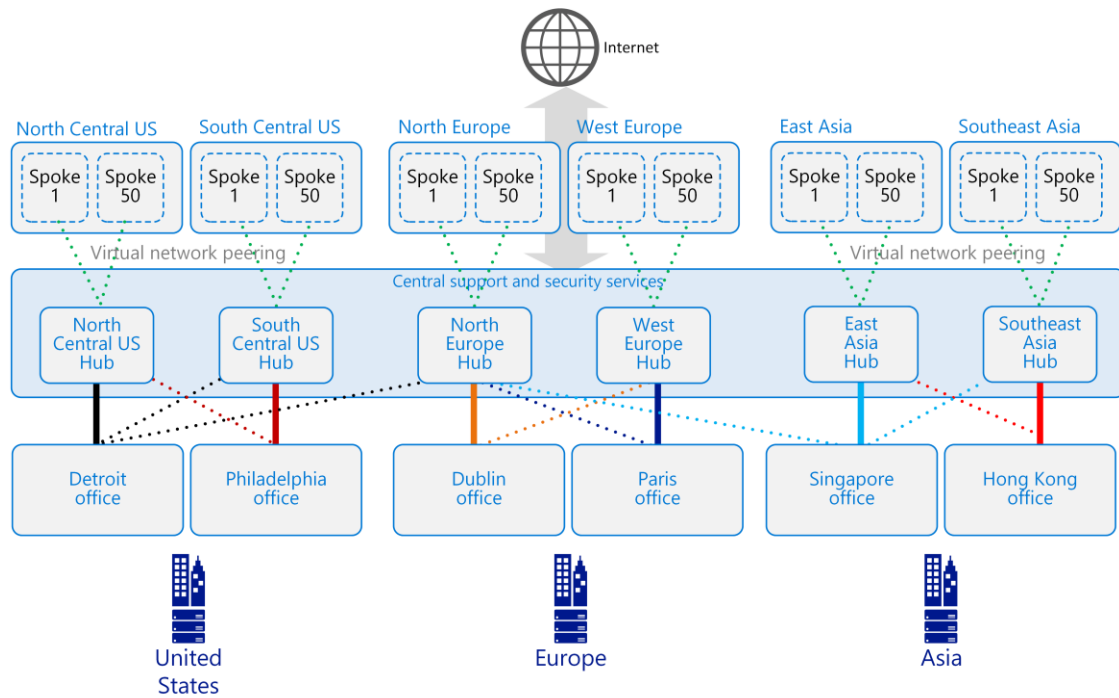 Internet
North Central US
South Central US
North Europe
West Europe
East Asia
Southeast Asia
Spoke
1
Spoke
50
Spoke
1
Spoke
50
Spoke
1
Spoke
50
Spoke
1
Spoke
50
Spoke
1
Spoke
50
Spoke
1
Spoke
50
Virtual network peering
Virtual network peering
Central support and security services
North
Central US
Hub
South
Central US
Hub
North
Europe
Hub
West
Europe
Hub
East
Asia
Hub
Southeast
Asia
Hub
Detroit
office
Philadelphia
office
Dublin
office
Paris
office
Singapore
office
Hong Kong
office
United
States
Europe
Asia